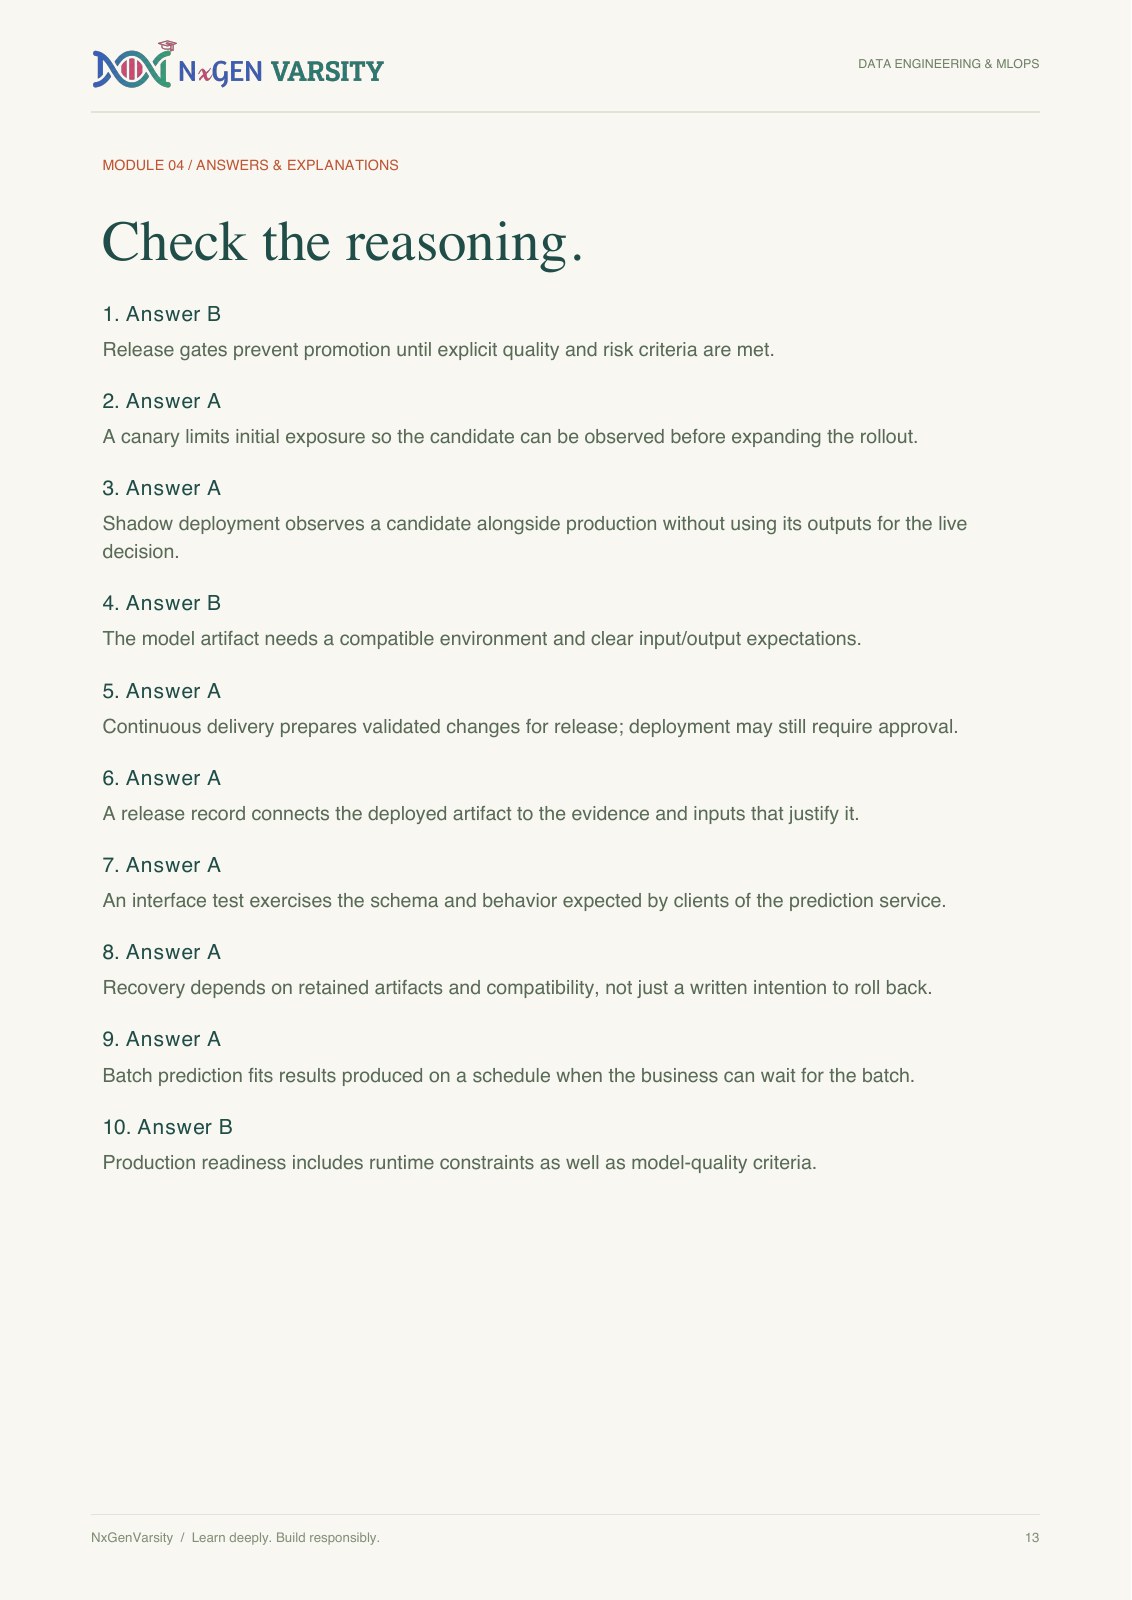 NxGEN VARSITY
DATA ENGINEERING & MLOPS
MODULE 04 / ANSWERS & EXPLANATIONS
Check the reasoning.
1. Answer B
Release gates prevent promotion until explicit quality and risk criteria are met.
2. Answer A
A canary limits initial exposure so the candidate can be observed before expanding the rollout.
3. Answer A
Shadow deployment observes a candidate alongside production without using its outputs for the live
decision.
4. Answer B
The model artifact needs a compatible environment and clear input/output expectations.
5. Answer A
Continuous delivery prepares validated changes for release; deployment may still require approval.
6. Answer A
A release record connects the deployed artifact to the evidence and inputs that justify it.
7. Answer A
An interface test exercises the schema and behavior expected by clients of the prediction service.
8. Answer A
Recovery depends on retained artifacts and compatibility, not just a written intention to roll back.
9. Answer A
Batch prediction fits results produced on a schedule when the business can wait for the batch.
10. Answer B
Production readiness includes runtime constraints as well as model-quality criteria.
NxGenVarsity / Learn deeply. Build responsibly.
13